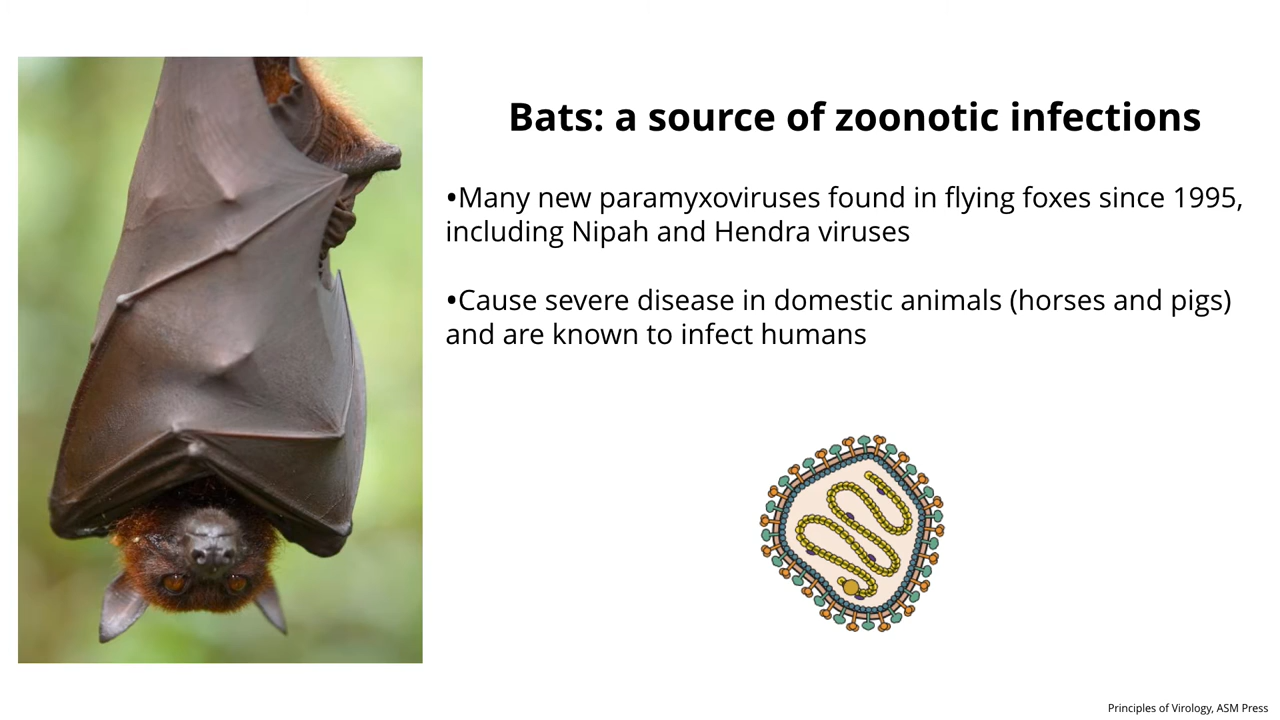 Bats: a source of zoonotic infections
•Many new paramyxoviruses found in flying foxes since 1995,
including Nipah and Hendra viruses
•Cause severe disease in domestic animals (horses and pigs)
and are known to infect humans
Principles of Virology, ASM Press